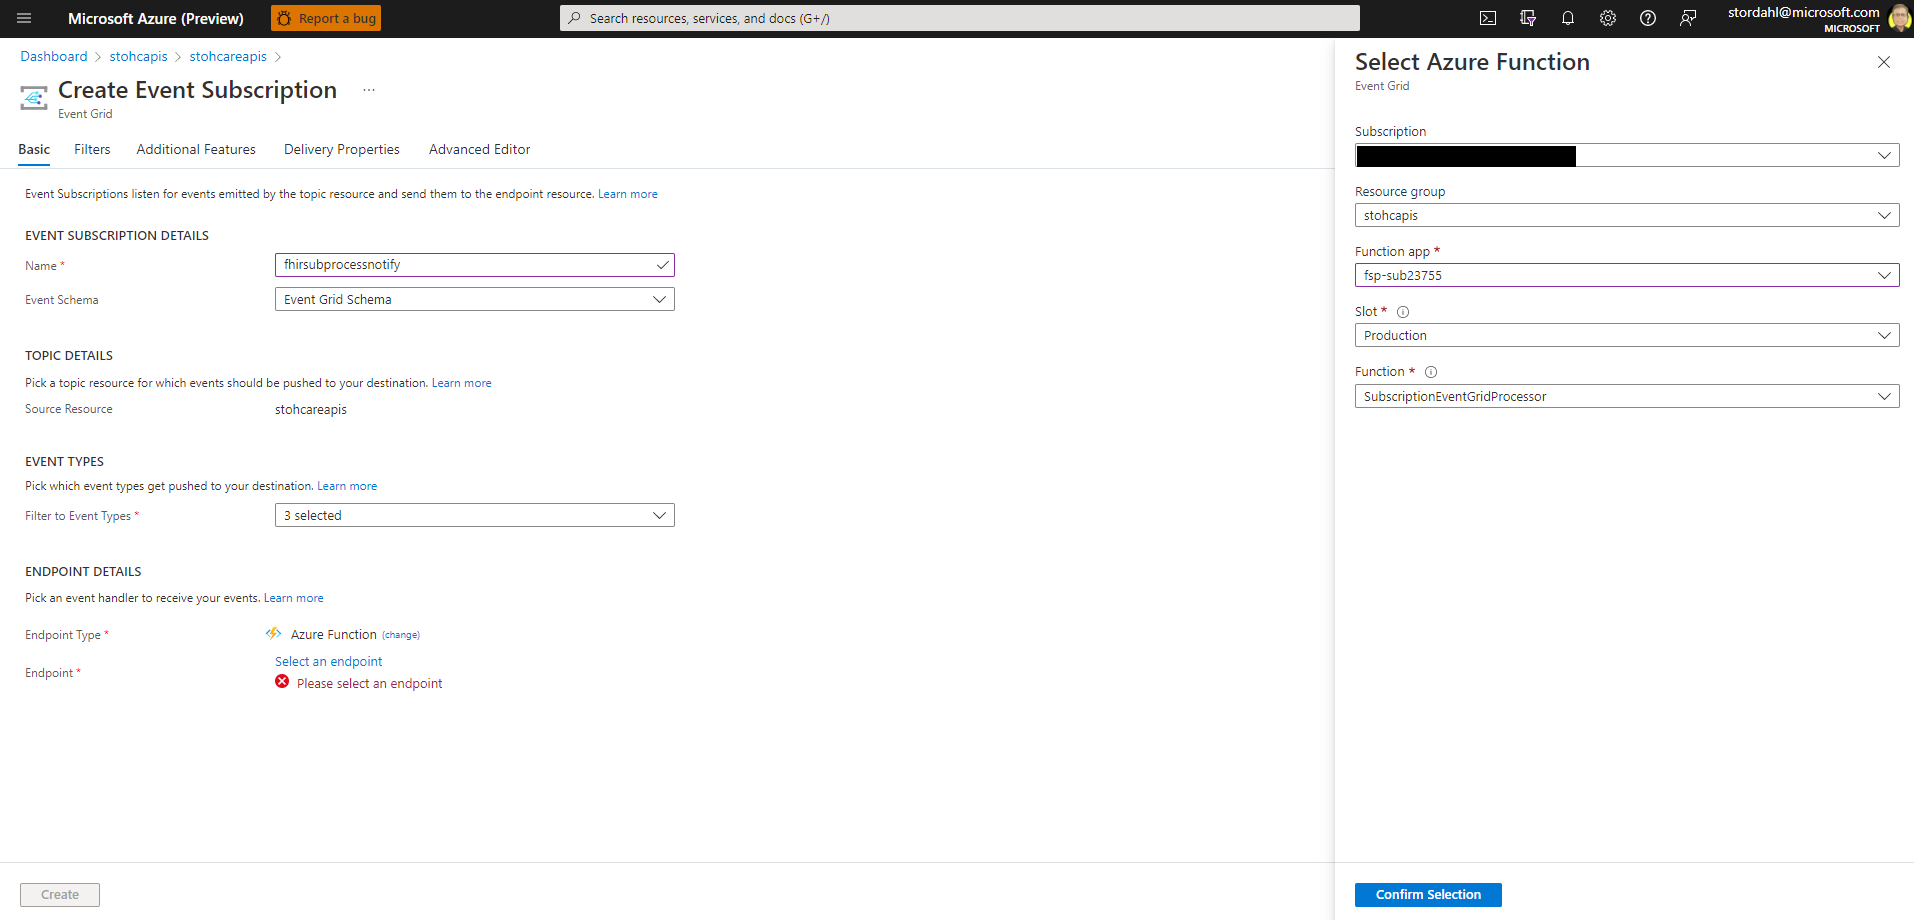 Microsoft Azure (Preview)
Report a bug
Search resources, services, and docs (G+/)
stordahl@microsoft.com
MICROSOFT
Dashboard > stohcapis > stohcareapis >
Create Event Subscription ...
Event Grid
Basic
Filters
Additional Features
Delivery Properties
Advanced Editor
Event Subscriptions listen for events emitted by the topic resource and send them to the endpoint resource. Learn more
EVENT SUBSCRIPTION DETAILS
Name *
fhirsubprocessnotify
Event Schema
Event Grid Schema
TOPIC DETAILS
Pick a topic resource for which events should be pushed to your destination. Learn more
Source Resource
stohcareapis
EVENT TYPES
Pick which event types get pushed to your destination. Learn more
Filter to Event Types *
3 selected
ENDPOINT DETAILS
Pick an event handler to receive your events. Learn more
Endpoint Type *
Azure Function (change)
Endpoint *
Select an endpoint
Please select an endpoint
Create
Select Azure Function
Event Grid
Subscription
Resource group
stohcapis
Function app *
fsp-sub23755
Slot *
Production
Function *
SubscriptionEventGridProcessor
Confirm Selection